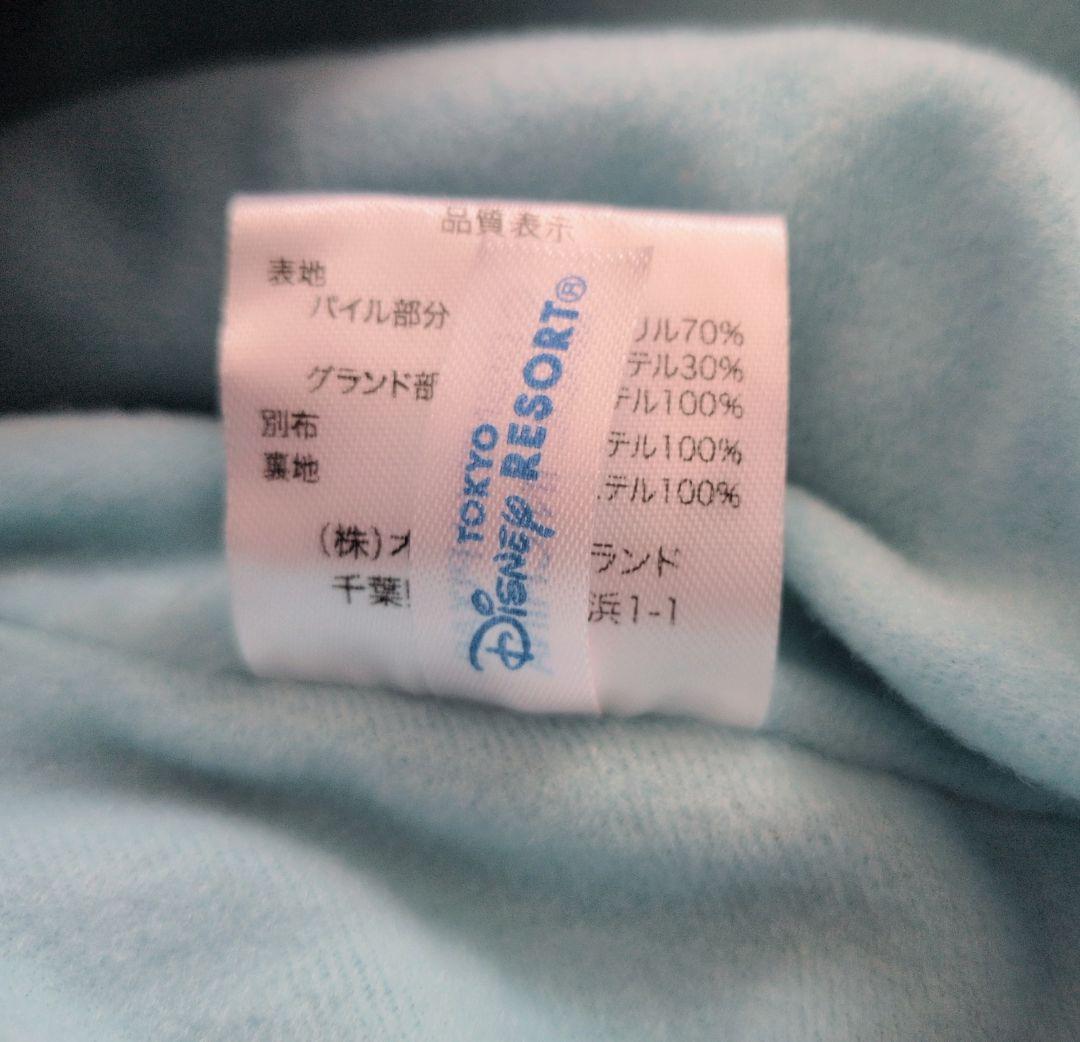 品質表示
表地
パイル部分
リル70%
テル30%
グランド部
テル100%
別布
テル100%
裏地
ステル100%
(株)オ
ランド
千葉
浜1-1
TOKYO
Disney RESORT®